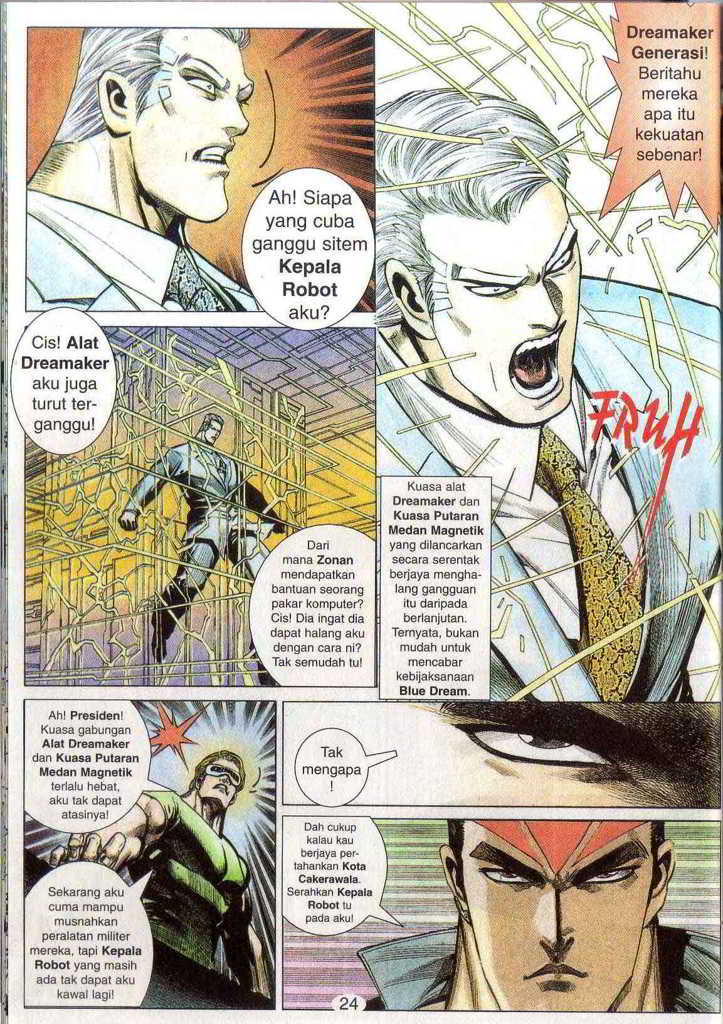 Ah! Siapa
yang cuba
ganggu sitem
Kepala
Robot
aku?
Dreamaker
Generasi!
Beritahu
mereka
apa itu
kekuatan
sebenar!
FRUH
Cis! Alat
Dreamaker
aku juga
turut ter-
ganggu!
Dari
mana Zonan
mendapatkan
bantuan seorang
pakar komputer?
Cis! Dia ingat dia
dapat halang aku
dengan cara ni?
Tak semudah tu!
Kuasa alat
Dreamaker dan
Kuasa Putaran
Medan Magnetik
yang dilancarkan
secara serentak
berjaya mengha-
lang gangguan
itu daripada
berlanjutan.
Ternyata, bukan
mudah untuk
mencabar
kebijaksanaan
Blue Dream.
Ah! Presiden!
Kuasa gabungan
Alat Dreamaker
dan Kuasa Putaran
Medan Magnetik
terlalu hebat,
aku tak dapat
atasinya!
Sekarang aku
cuma mampu
musnahkan
peralatan militer
mereka, tapi Kepala
Robot yang masih
ada tak dapat aku
kawal lagi!
Tak
mengapa
!
Dah cukup
kalau kau
berjaya per-
tahankan Kota
Cakerawala.
Serahkan Kepala
Robot tu
pada aku!
24